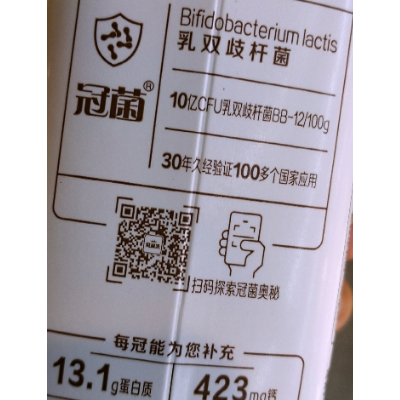 Bifidobacterium lactis
乳双歧杆菌
冠菌®
10亿CFU乳双歧杆菌BB-12/100g
30年久经验证100多个国家应用
扫码探索冠菌奥秘
每冠能为您补充
13.1g蛋白质
423mg钙